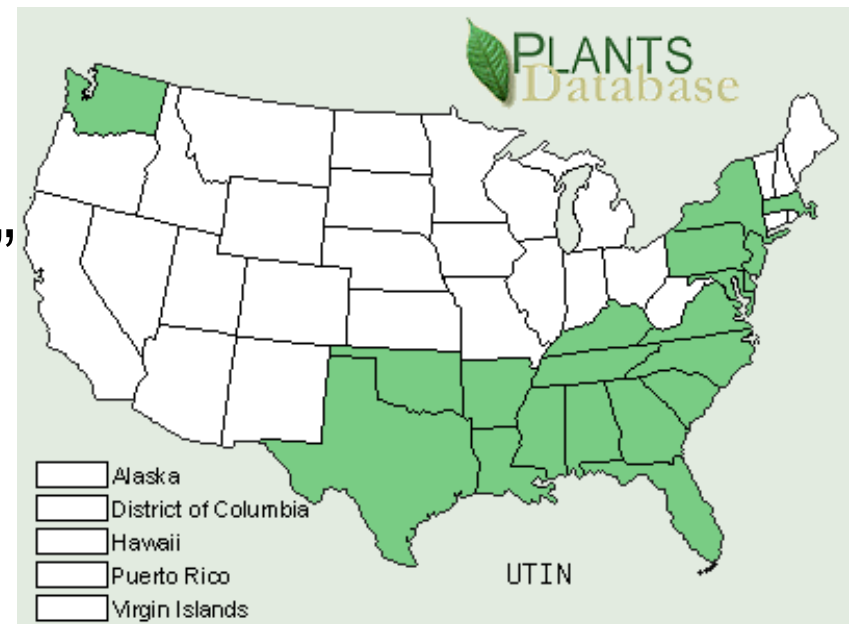 PLANTS
Database
”
Alaska
District of Columbia
Hawaii
Puerto Rico
Virgin Islands
UTIN